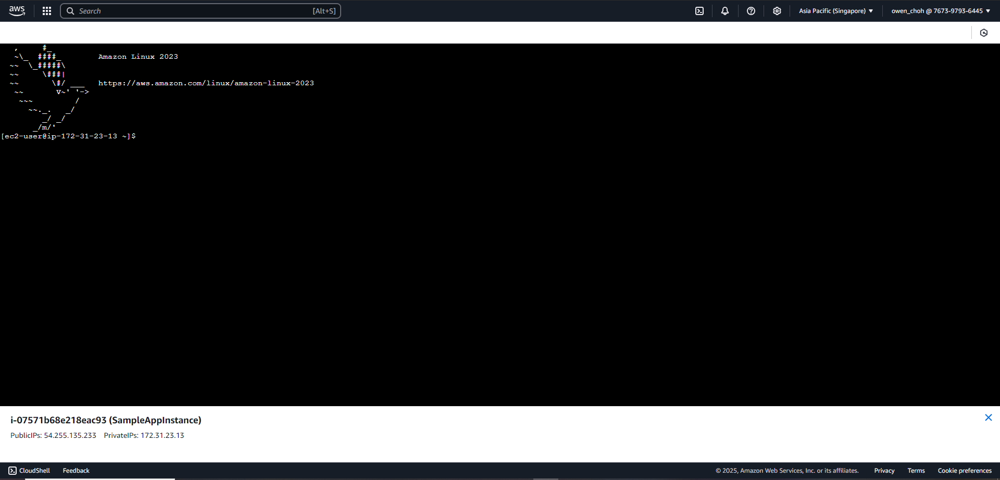 aws Search [Alt+S] Asia Pacific (Singapore) owen_choh @ 7673-9793-6445
   ,     #_
   ~\_  ####_        Amazon Linux 2023
  ~~  \_#####\
  ~~     \###|
  ~~       \#/ ___   https://aws.amazon.com/linux/amazon-linux-2023
   ~~       V~' '->
    ~~~         /
      ~~._.   _/
         _/ _/
       _/m/'
[ec2-user@ip-172-31-23-13 ~]$
i-07571b68e218eac93 (SampleAppInstance)
PublicIPs: 54.255.135.233 PrivateIPs: 172.31.23.13
CloudShell Feedback © 2025, Amazon Web Services, Inc. or its affiliates. Privacy Terms Cookie preferences